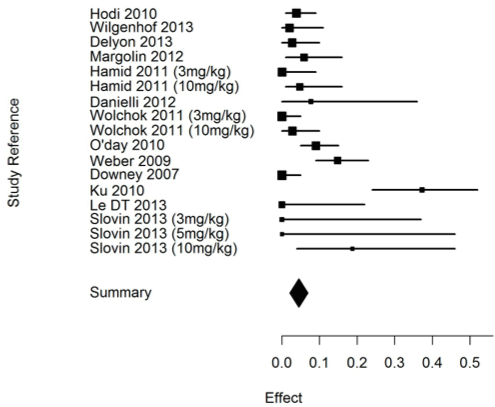 Study Reference
Hodi 2010
Wilgenhof 2013
Delyon 2013
Margolin 2012
Hamid 2011 (3mg/kg)
Hamid 2011 (10mg/kg)
Danielli 2012
Wolchok 2011 (3mg/kg)
Wolchok 2011 (10mg/kg)
O'day 2010
Weber 2009
Downey 2007
Ku 2010
Le DT 2013
Slovin 2013 (3mg/kg)
Slovin 2013 (5mg/kg)
Slovin 2013 (10mg/kg)
Summary
0.0 0.1 0.2 0.3 0.4 0.5
Effect